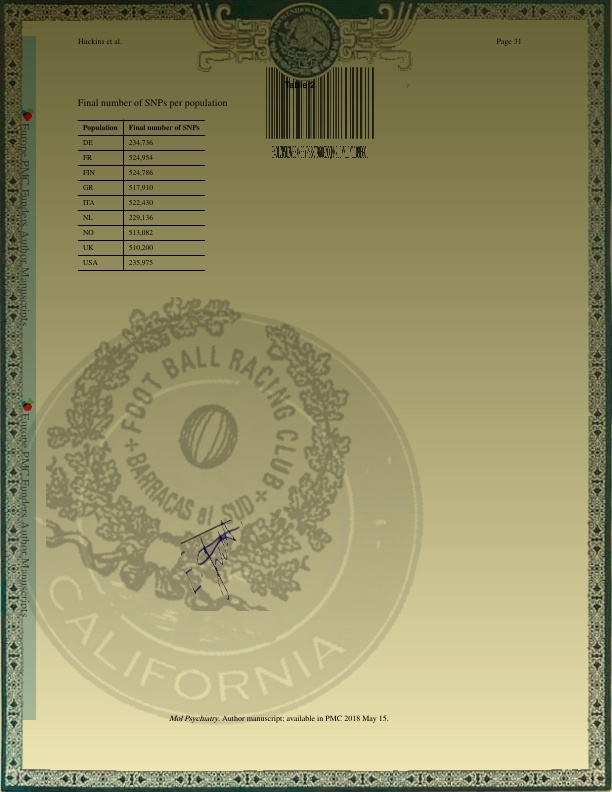 Huckins et al.
Page 31
Table 2
Final number of SNPs per population
Population Final number of SNPs
DE 234,736
FR 524,954
FIN 524,786
GR 517,910
ITA 522,430
NL 229,136
NO 513,082
UK 510,200
USA 235,975
Europe PMC Funders Author Manuscripts
Europe PMC Funders Author Manuscripts
FOOT BALL RACING CLUB
BARRACAS al SUD
CALIFORNIA
Mol Psychiatry. Author manuscript; available in PMC 2018 May 15.